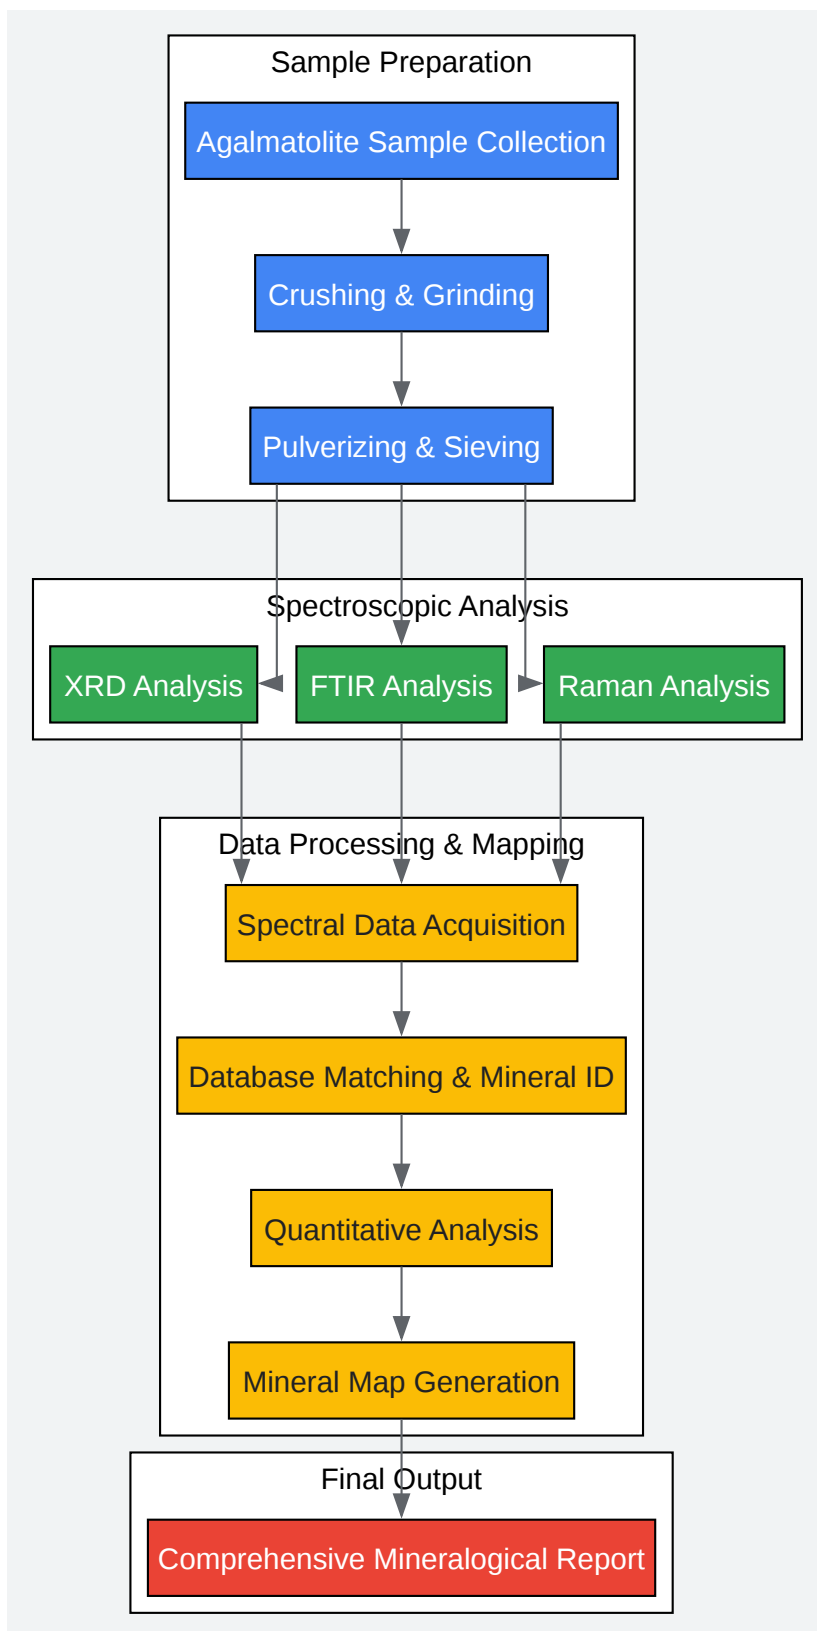 Sample Preparation
Agalmatolite Sample Collection
Crushing & Grinding
Pulverizing & Sieving
Spectroscopic Analysis
XRD Analysis
FTIR Analysis
Raman Analysis
Data Processing & Mapping
Spectral Data Acquisition
Database Matching & Mineral ID
Quantitative Analysis
Mineral Map Generation
Final Output
Comprehensive Mineralogical Report